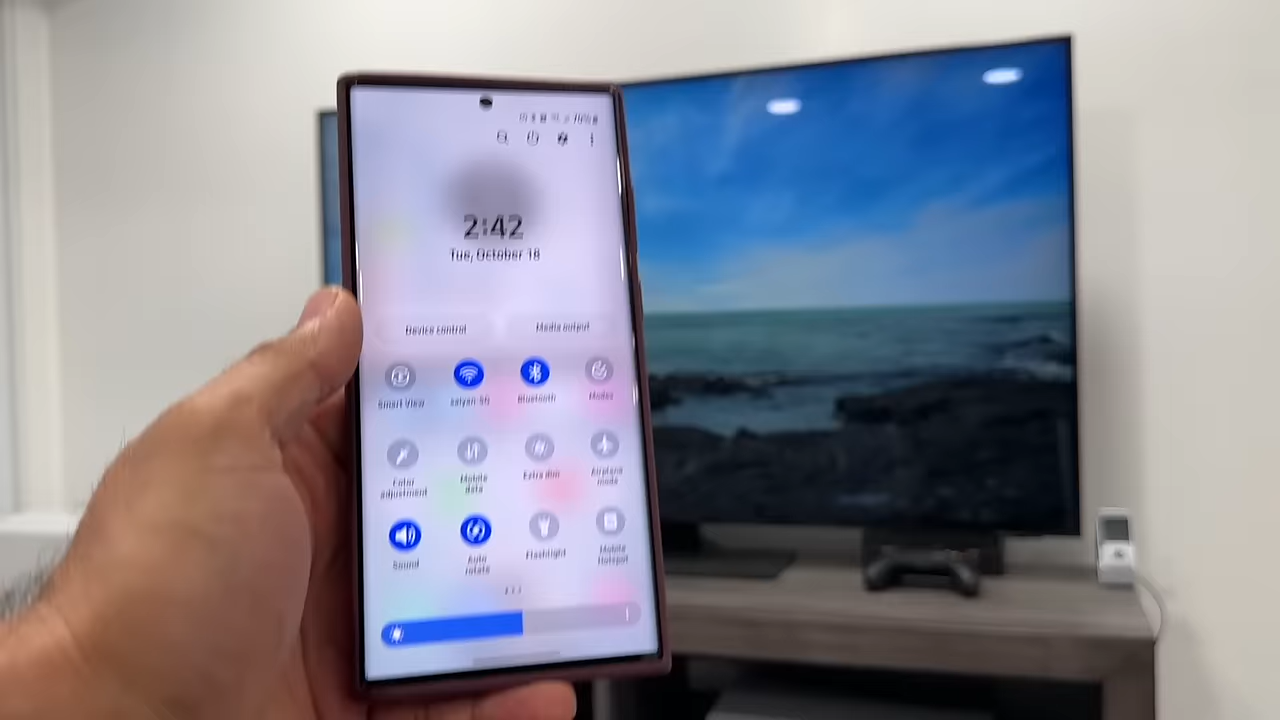 2:42
Tue, October 18
Device control
Media output
Smart View
Bluetooth
Modes
Color
adjustment
Mobile
data
Extra dim
Airplane
mode
Sound
Auto
rotate
Flashlight
Mobile
Hotspot